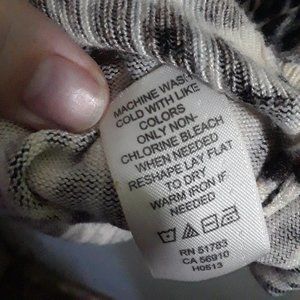 MACHINE WASH
COLD WITH LIKE
COLORS
ONLY NON-
CHLORINE BLEACH
WHEN NEEDED
RESHAPE LAY FLAT
TO DRY
WARM IRON IF
NEEDED
RN 51783
CA 56910
H0513